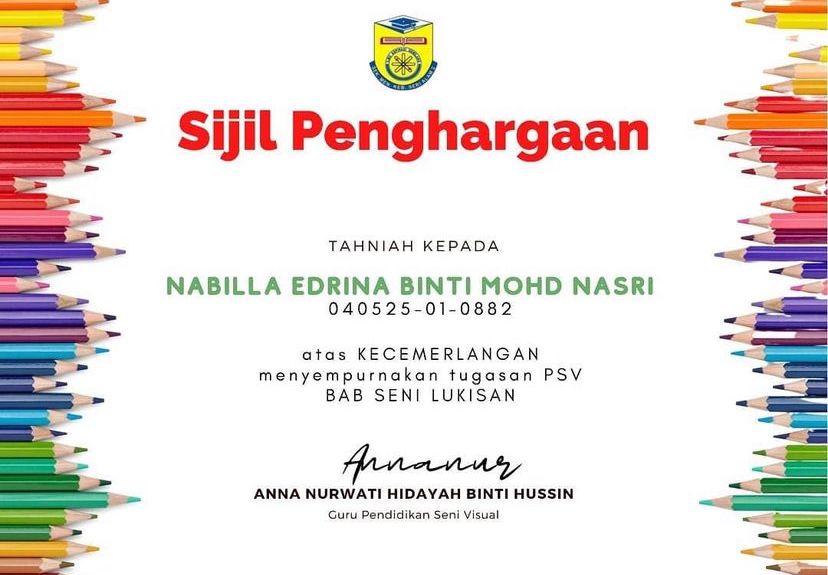 Sijil Penghargaan
TAHNIAH KEPADA
NABILLA EDRINA BINTI MOHD NASRI
040525-01-0882
atas KECEMERLANGAN
menyempurnakan tugasan PSV
BAB SENI LUKISAN
Annanur
ANNA NURWATI HIDAYAH BINTI HUSSIN
Guru Pendidikan Seni Visual